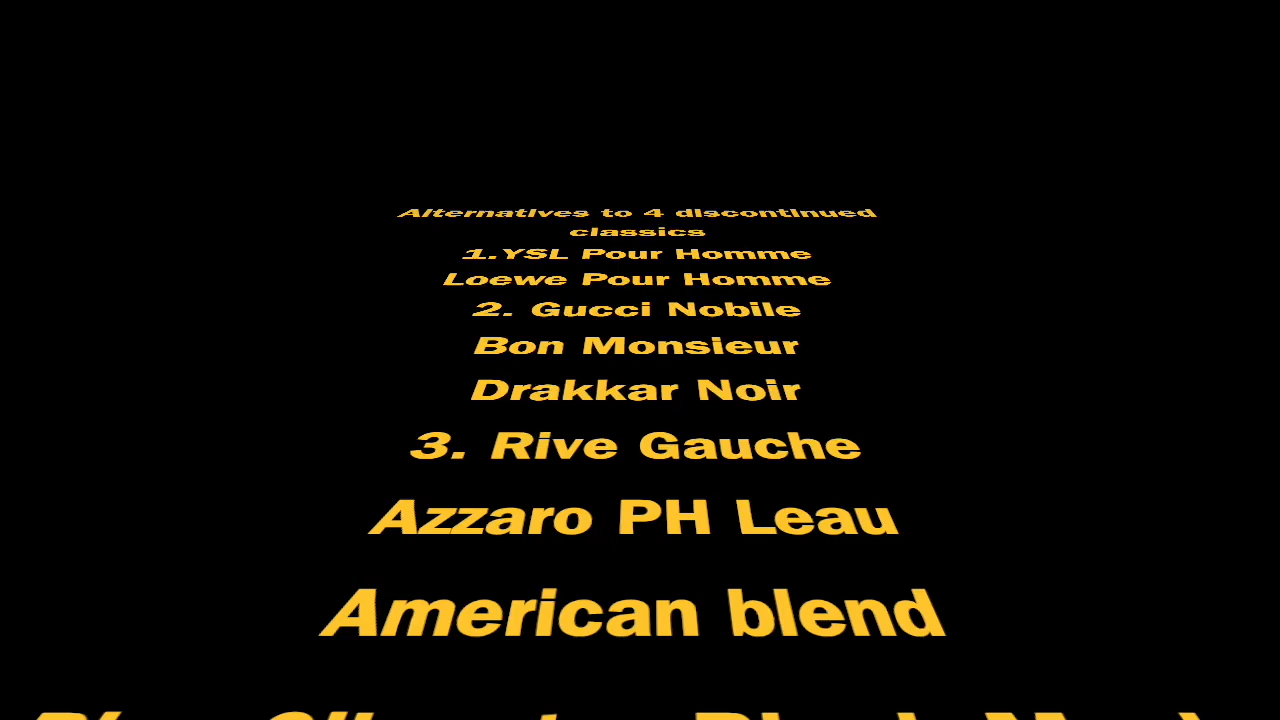 Alternatives to 4 discontinued
classics
1.YSL Pour Homme
Loewe Pour Homme
2. Gucci Nobile
Bon Monsieur
Drakkar Noir
3. Rive Gauche
Azzaro PH Leau
American blend